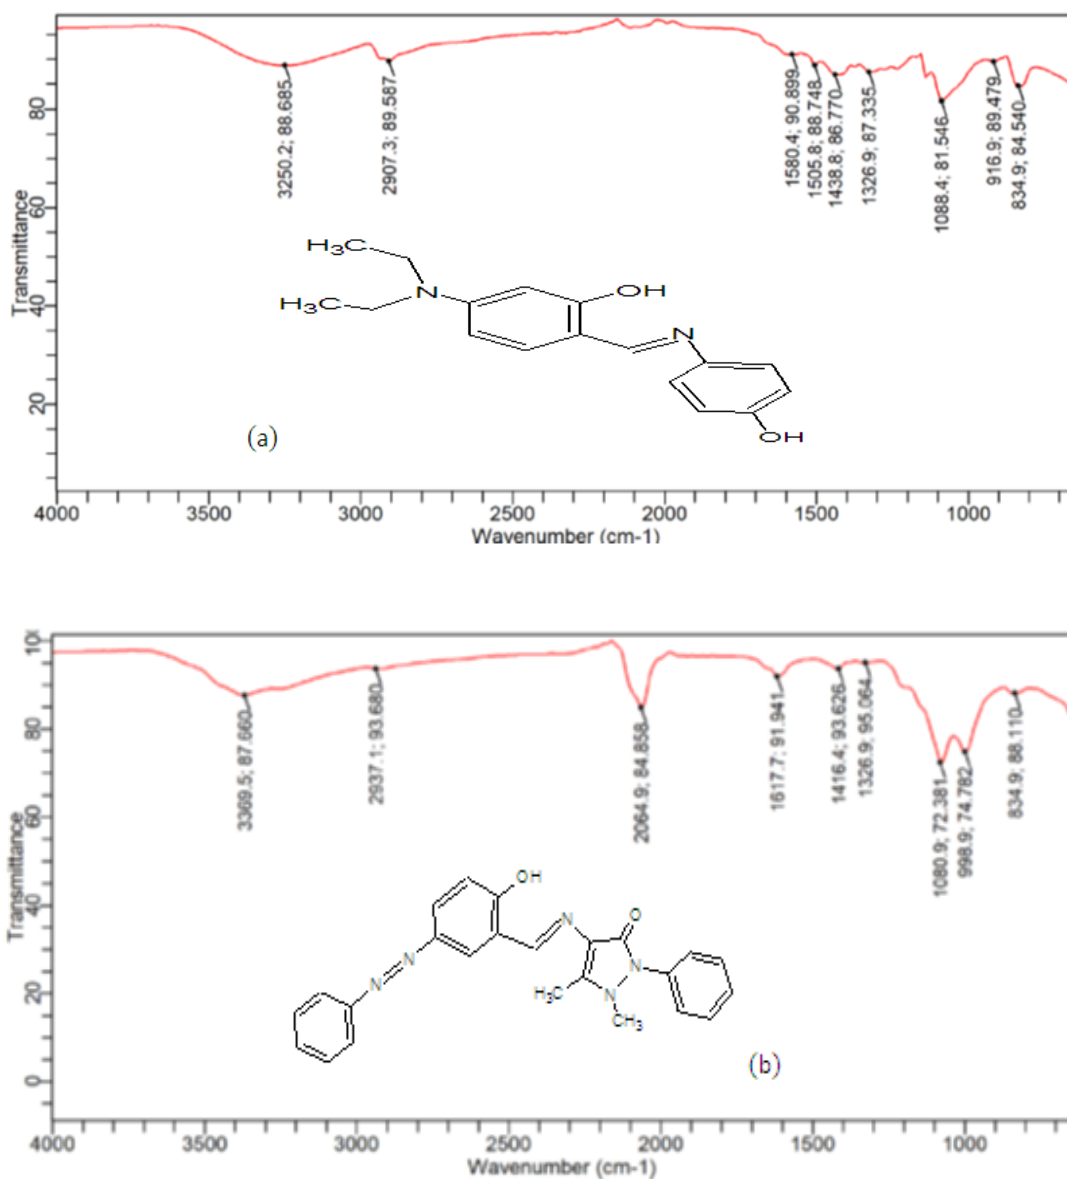 80
60
40
20
Transmittance
3250.2; 88.685
2907.3; 89.587
1580.4; 90.899
1505.8; 88.748
1438.8; 86.770
1326.9; 87.335
1088.4; 81.546
916.9; 89.479
834.9; 84.540
H₃C
H₃C
N
OH
N
OH
(a)
4000 3500 3000 2500 2000 1500 1000
Wavenumber (cm-1)
80
60
40
20
0
Transmittance
3369.5; 87.660
2937.1; 93.680
2064.9; 84.858
1617.7; 91.941
1416.4; 93.626
1326.9; 95.064
1080.9; 72.381
998.9; 74.782
834.9; 88.110
OH
N
O
N
N
N
N
H₃C
CH₃
(b)
4000 3500 3000 2500 2000 1500 1000
Wavenumber (cm-1)